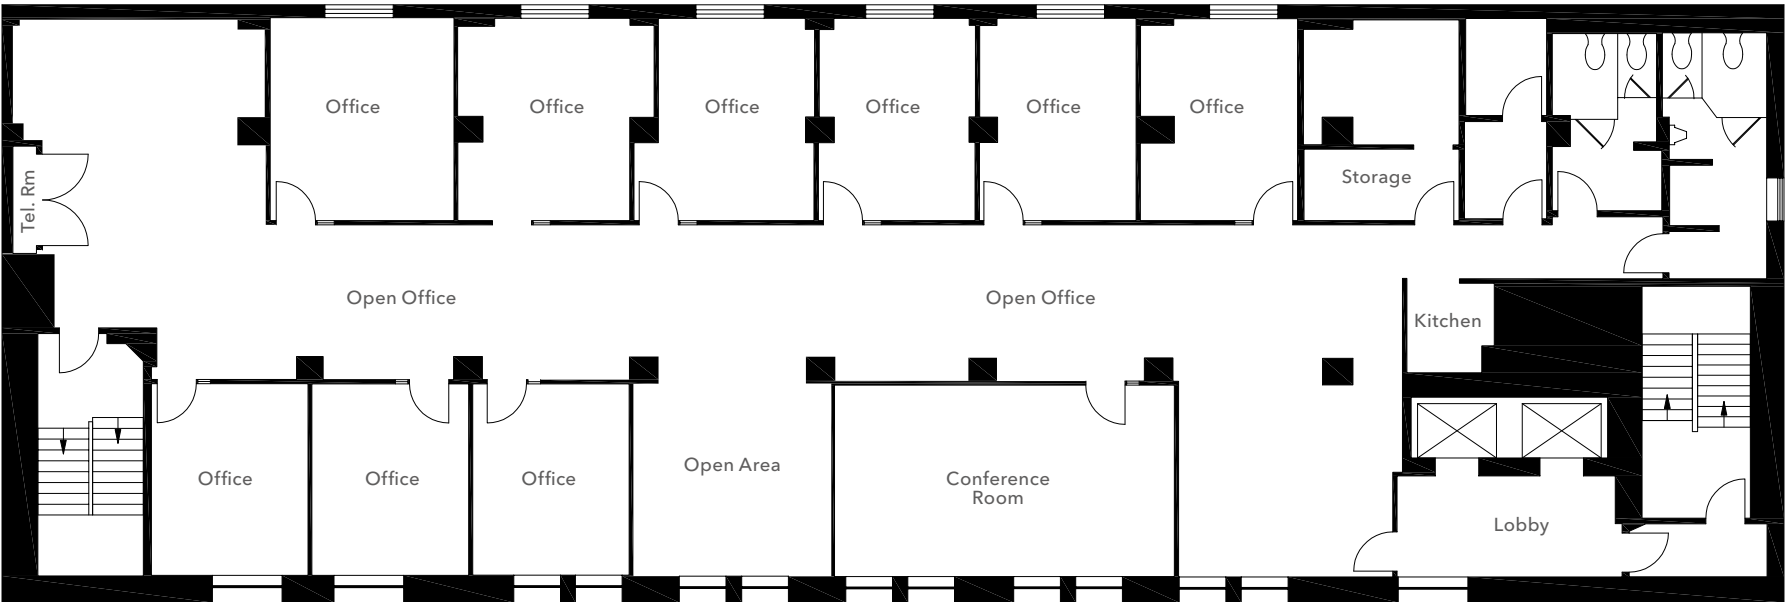 Office
Office
Office
Office
Office
Office
Storage
Tel. Rm
Open Office
Open Office
Kitchen
Office
Office
Office
Open Area
Conference
Room
Lobby